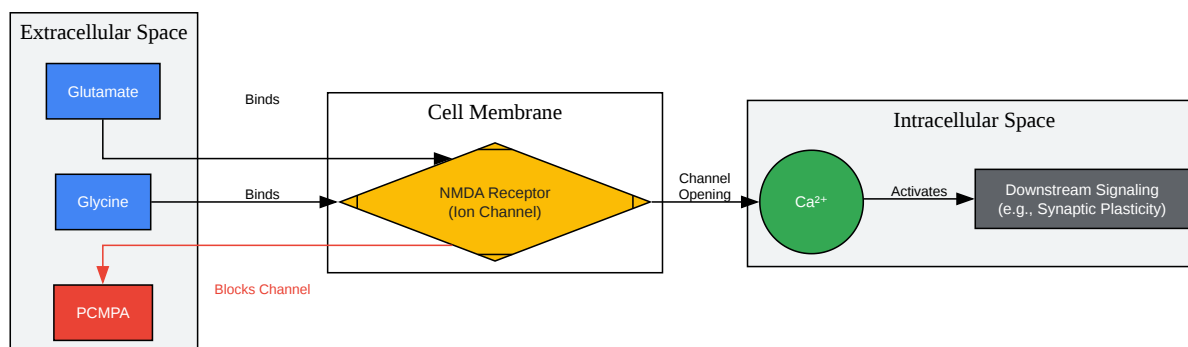 Extracellular Space
Glutamate
Binds
Cell Membrane
Intracellular Space
Glycine
Binds
NMDA Receptor
(Ion Channel)
Channel
Opening
Ca²⁺
Activates
Downstream Signaling
(e.g., Synaptic Plasticity)
Blocks Channel
PCMPA